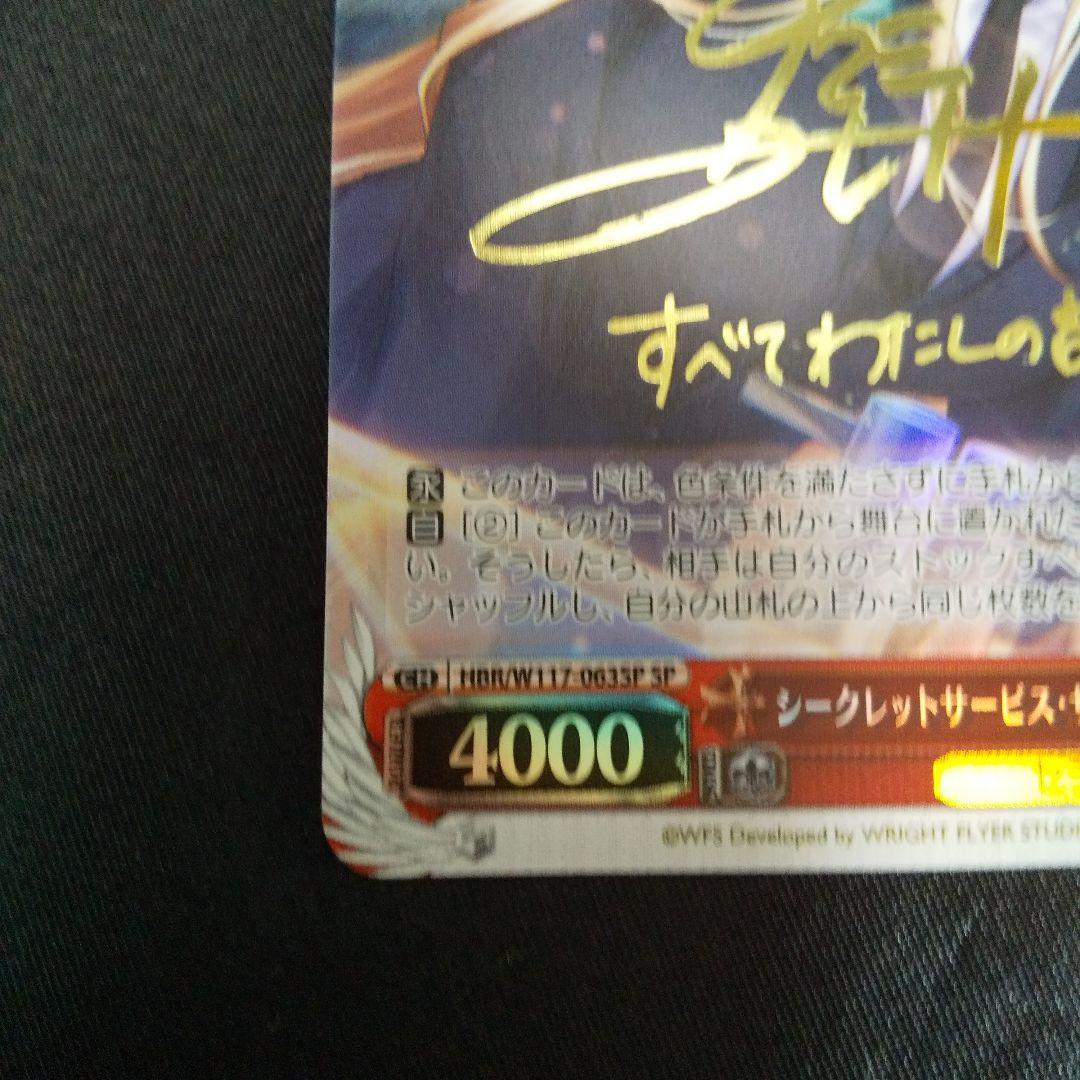 すべてわたしの
永 このカードは、色条件を満たさずに手札か
自 [②] このカードが手札から舞台に置かれた
い。そうしたら、相手は自分のストックすべ
シャッフルし、自分の山札の上から同じ枚数を
HBR/W117-063SP SP
4000
シークレットサービス・
©WFS Developed by WRIGHT FLYER